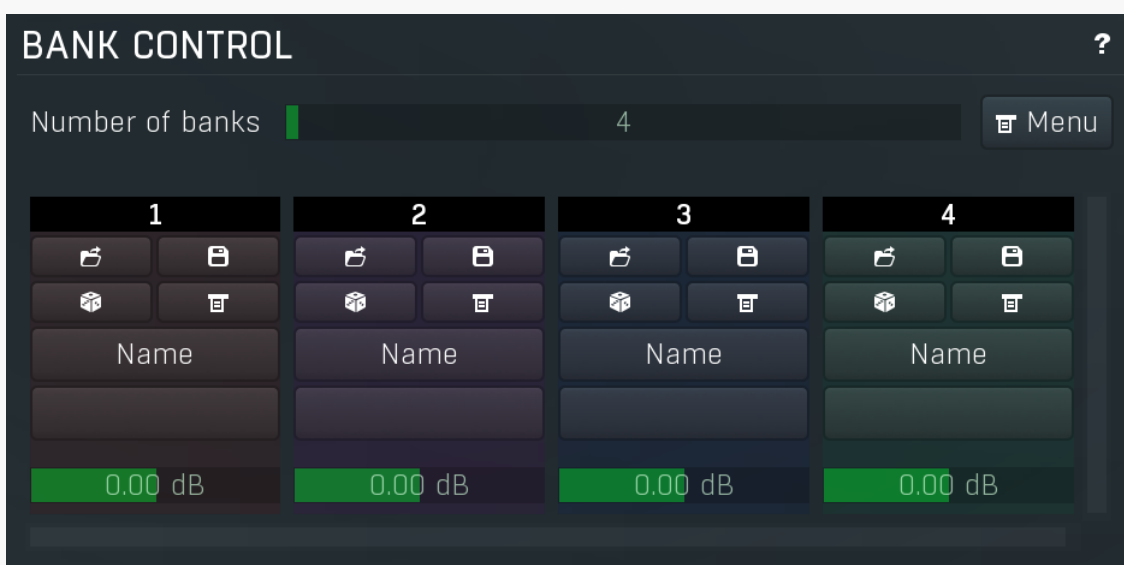 BANK CONTROL ?
Number of banks 4 Menu
1 2 3 4
Name Name Name Name
0.00 dB 0.00 dB 0.00 dB 0.00 dB